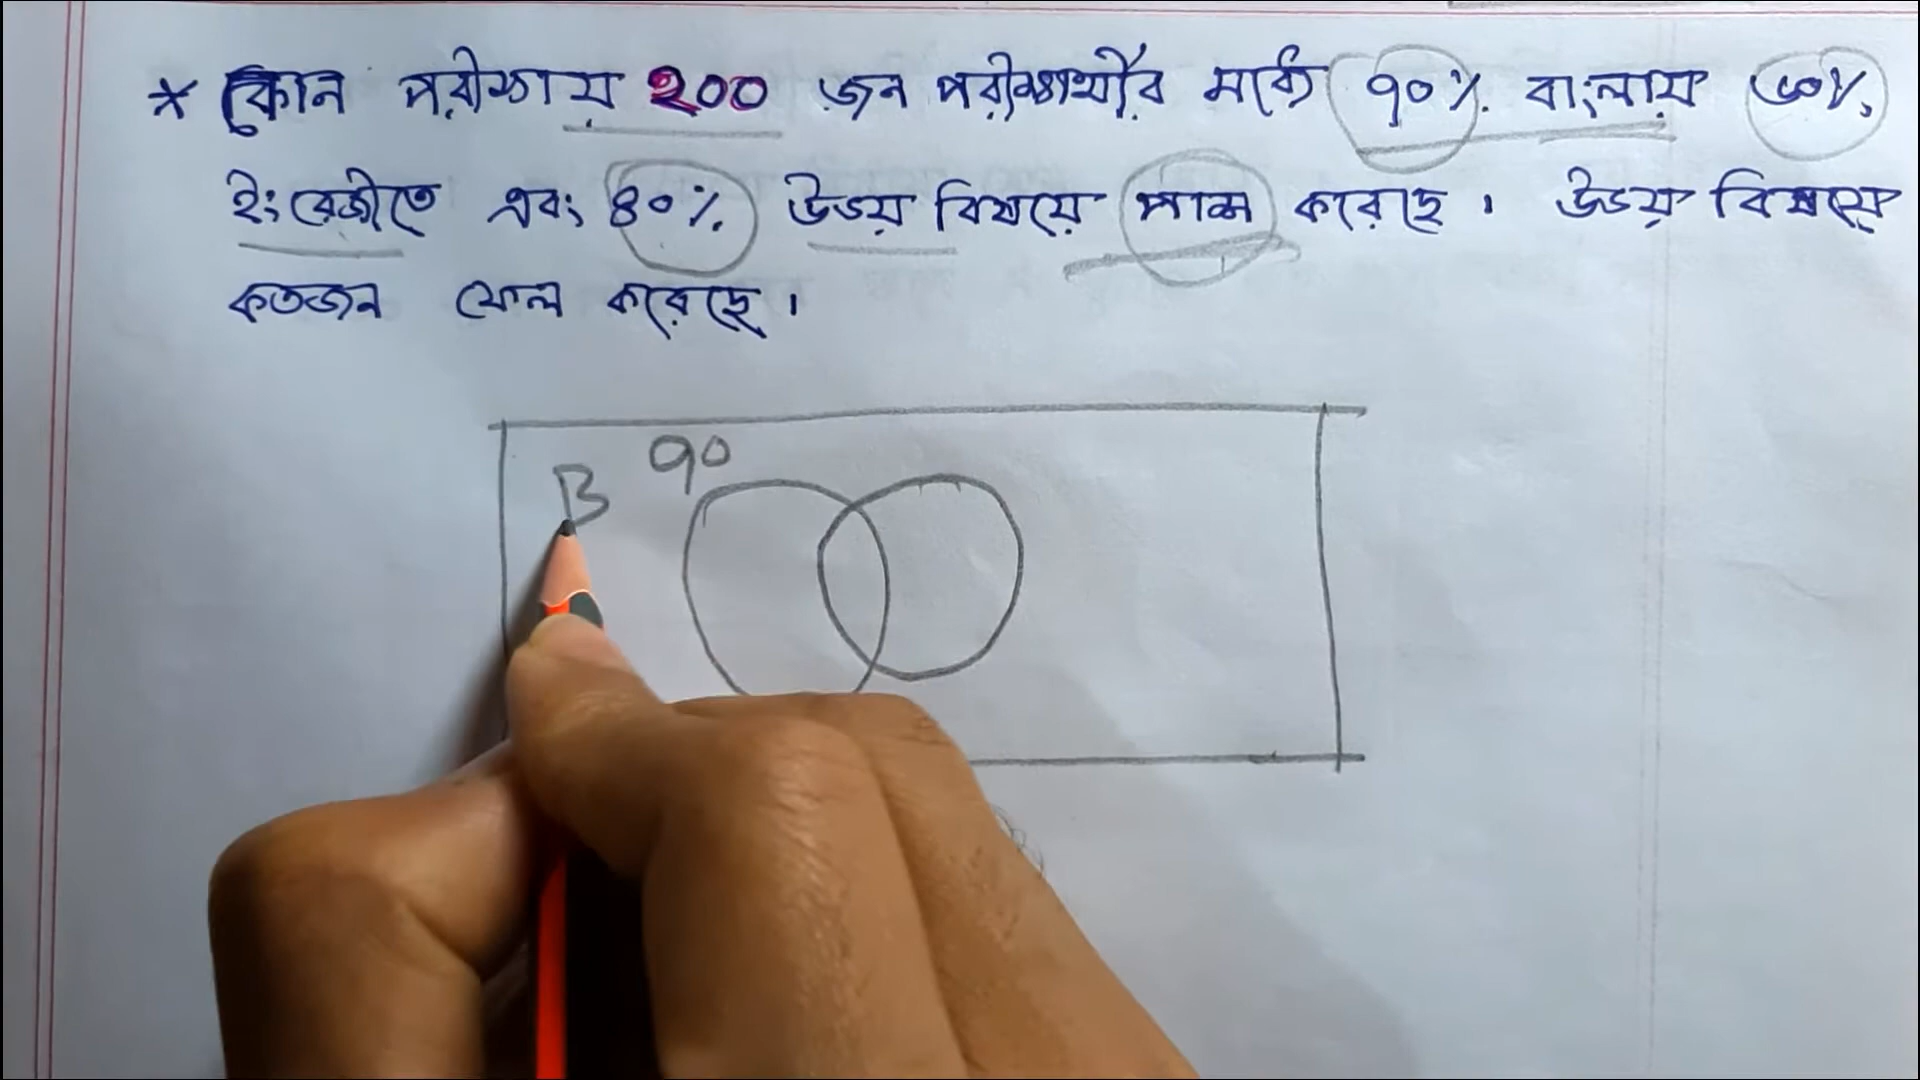 * কোন পরীক্ষায় ২০০ জন পরীক্ষার্থীর মধ্যে ৭০% বাংলায় ৬০%
ইংরেজীতে এবং ৪০% উভয় বিষয়ে পাস করেছে। উভয় বিষয়ে
কতজন ফেল করেছে।
৭০
B